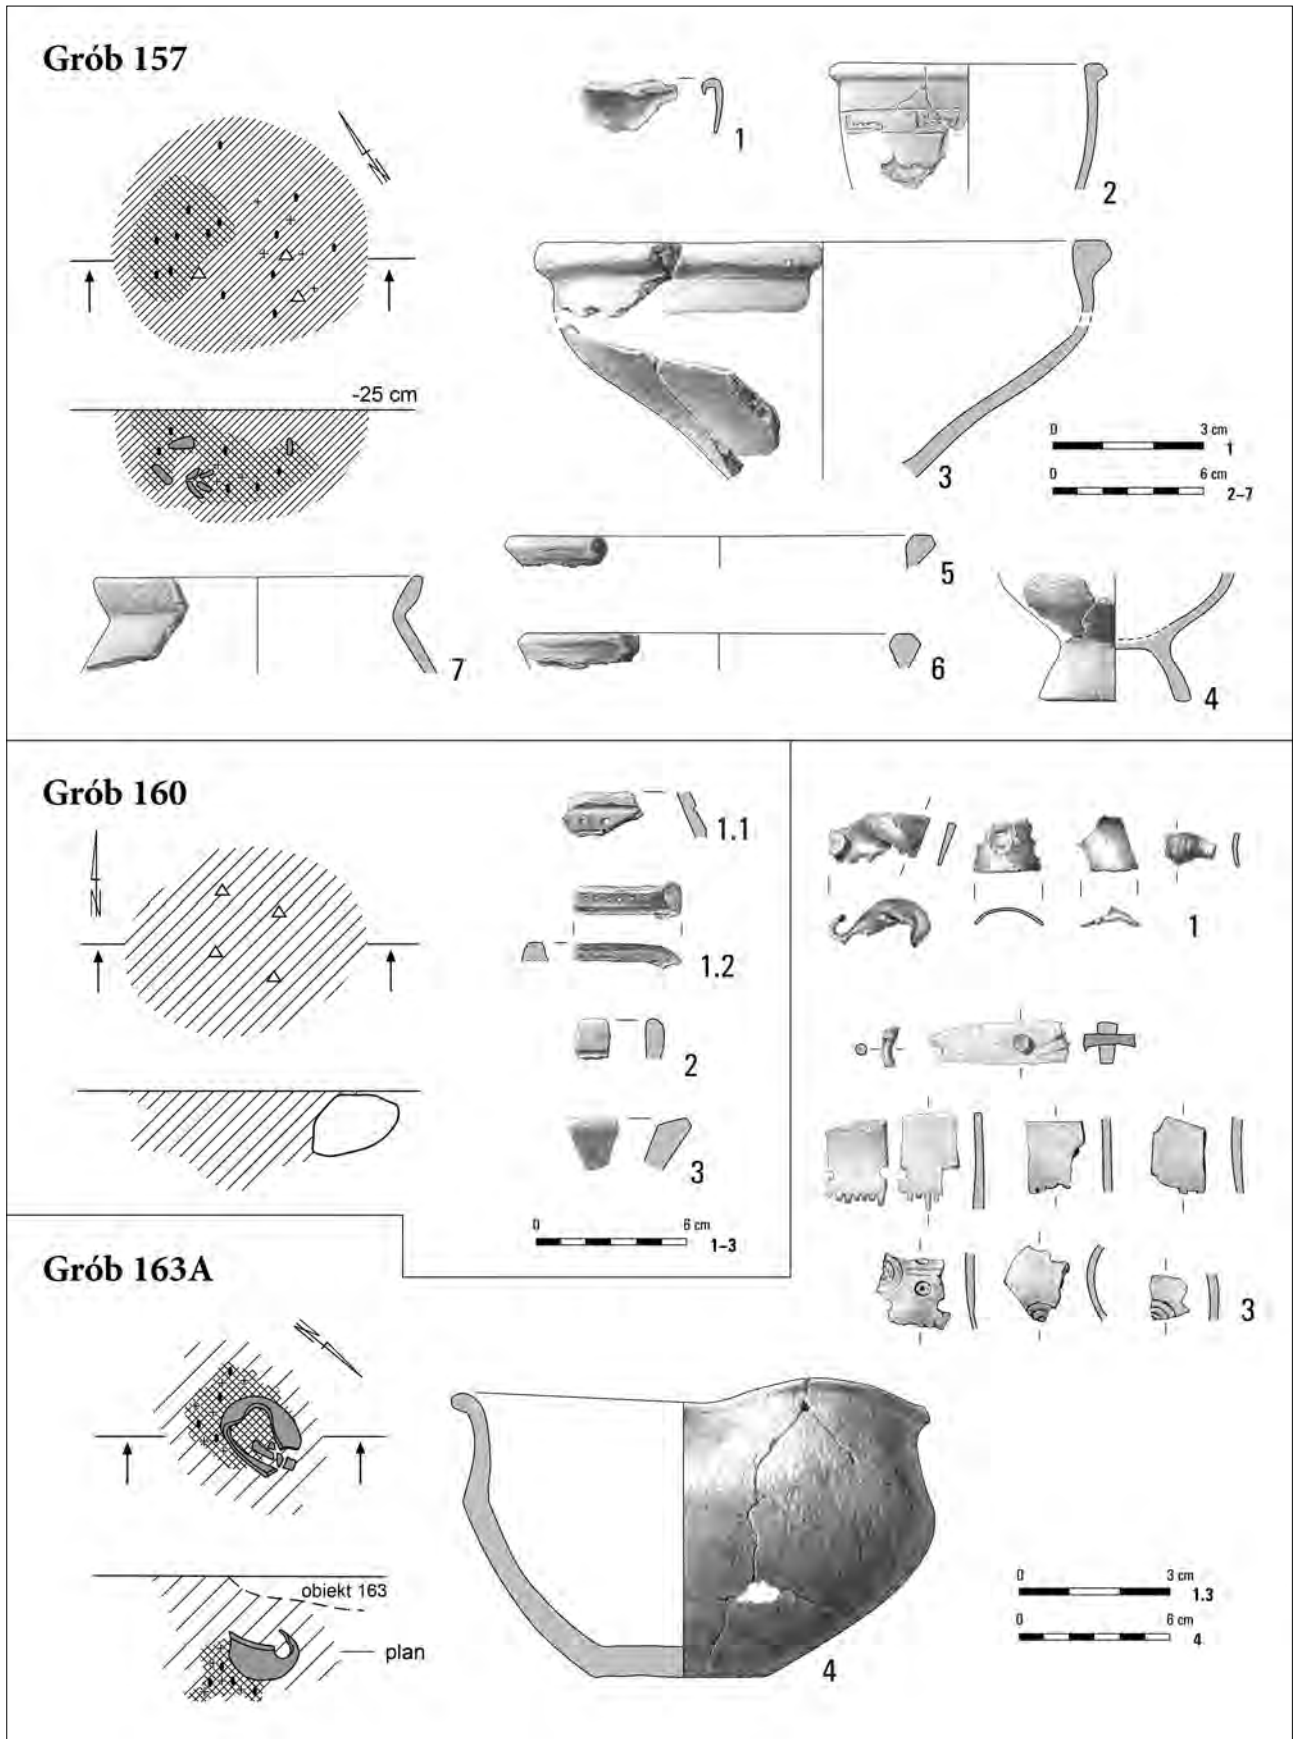 Grób 157
1
2
-25 cm
3
0 3 cm 1
0 6 cm 2–7
5
6
7
4
N
Grób 160
N
1.1
1.2
2
3
0 6 cm 1–3
Grób 163A
N
1
3
obiekt 163
plan
4
0 3 cm 1.3
0 6 cm 4